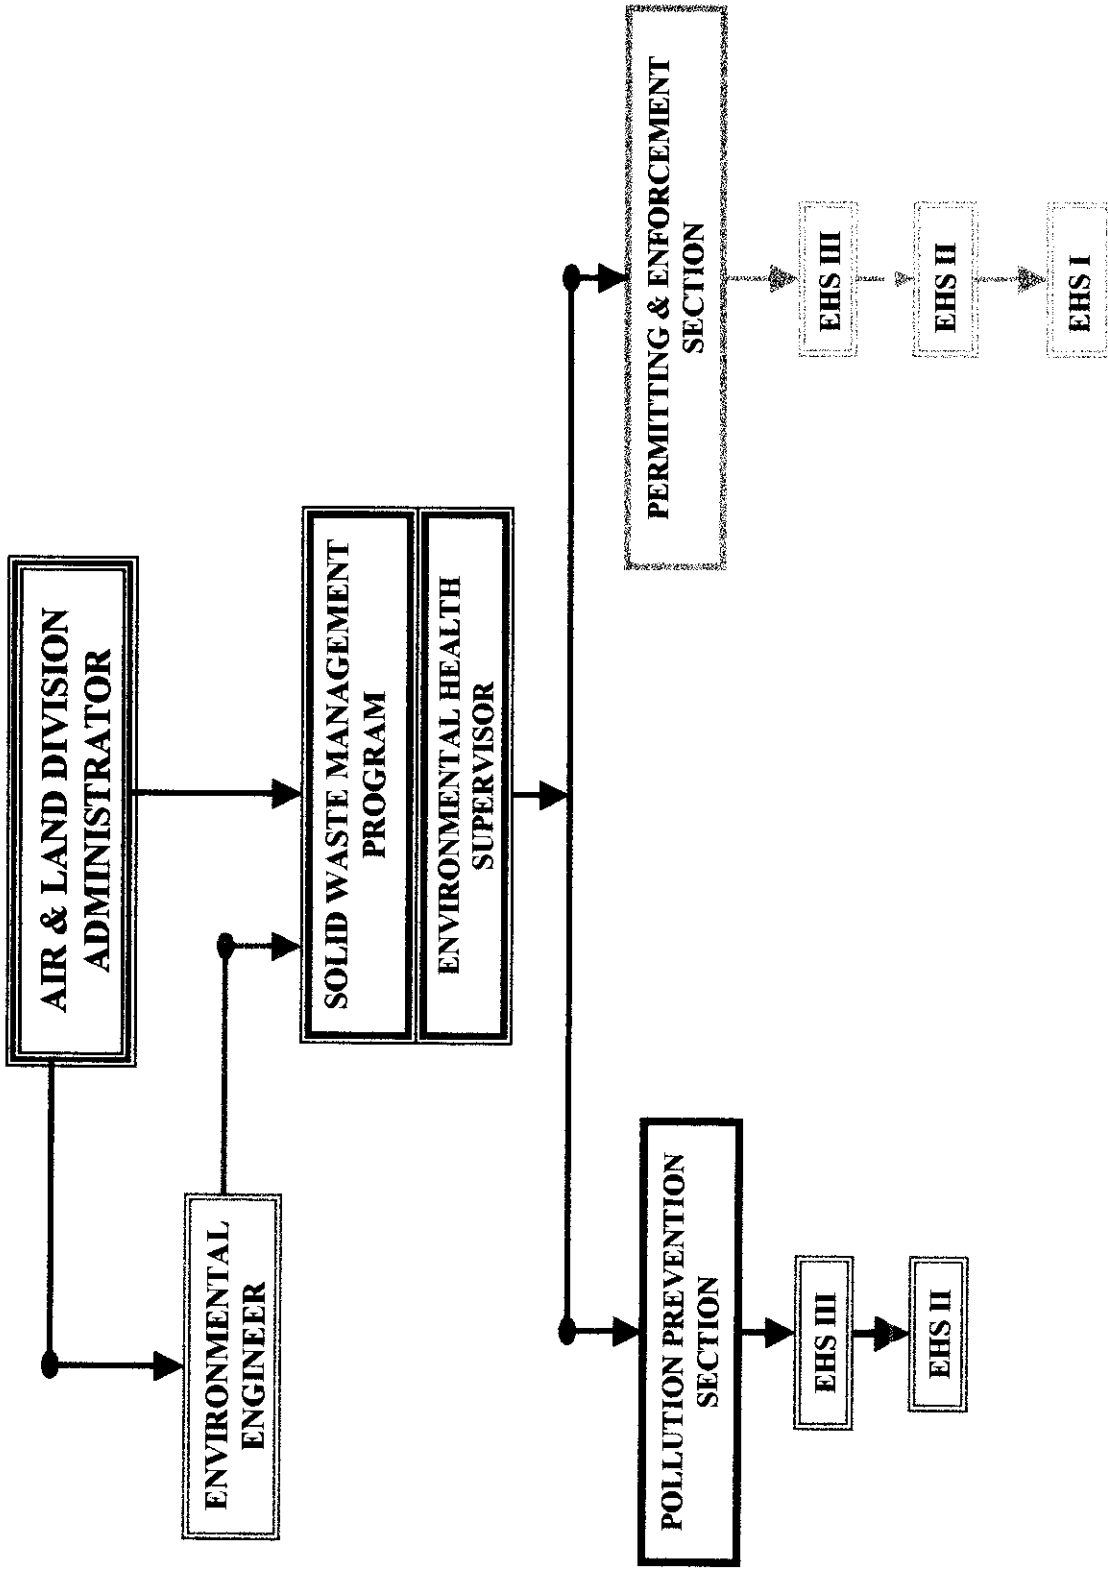 AIR & LAND DIVISION
ADMINISTRATOR
ENVIRONMENTAL
ENGINEER
SOLID WASTE MANAGEMENT
PROGRAM
ENVIRONMENTAL HEALTH
SUPERVISOR
POLLUTION PREVENTION
SECTION
EHS III
EHS II
PERMITTING & ENFORCEMENT
SECTION
EHS III
EHS II
EHS I